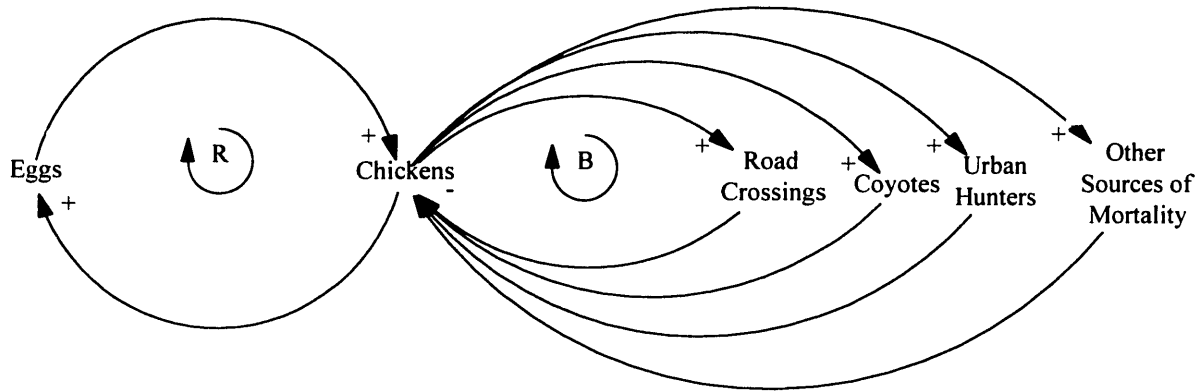 Eggs
+
R
+
Chickens
-
B
+
Road
Crossings
+
Coyotes
+
Urban
Hunters
+
Other
Sources of
Mortality